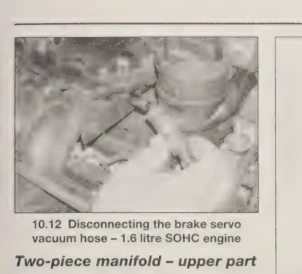 10.12 Disconnecting the brake servo
vacuum hose – 1.6 litre SOHC engine
Two-piece manifold – upper part